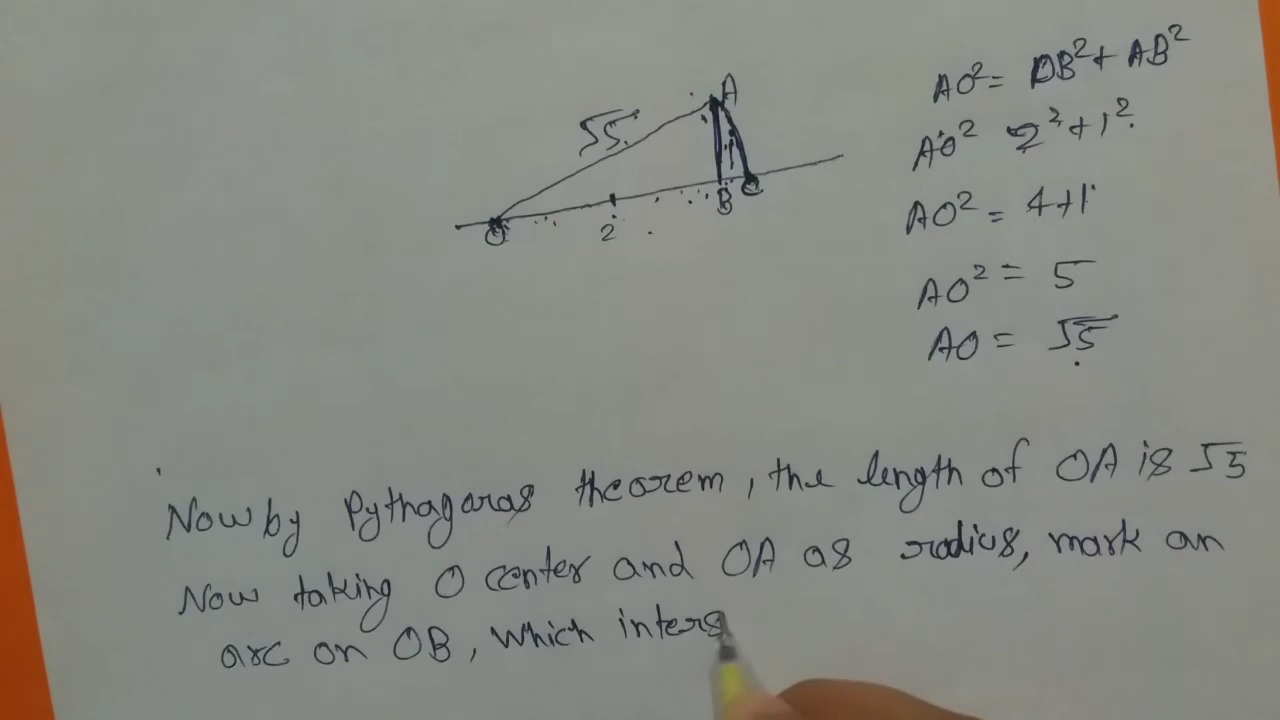 √5
A
O
2
B
C
AO² = OB² + AB²
AO² 2² + 1²
AO² = 4+1
AO² = 5
AO = √5
Now by Pythagoras theorem, the length of OA is √5
Now taking O center and OA as radius, mark an
arc on OB, which inters